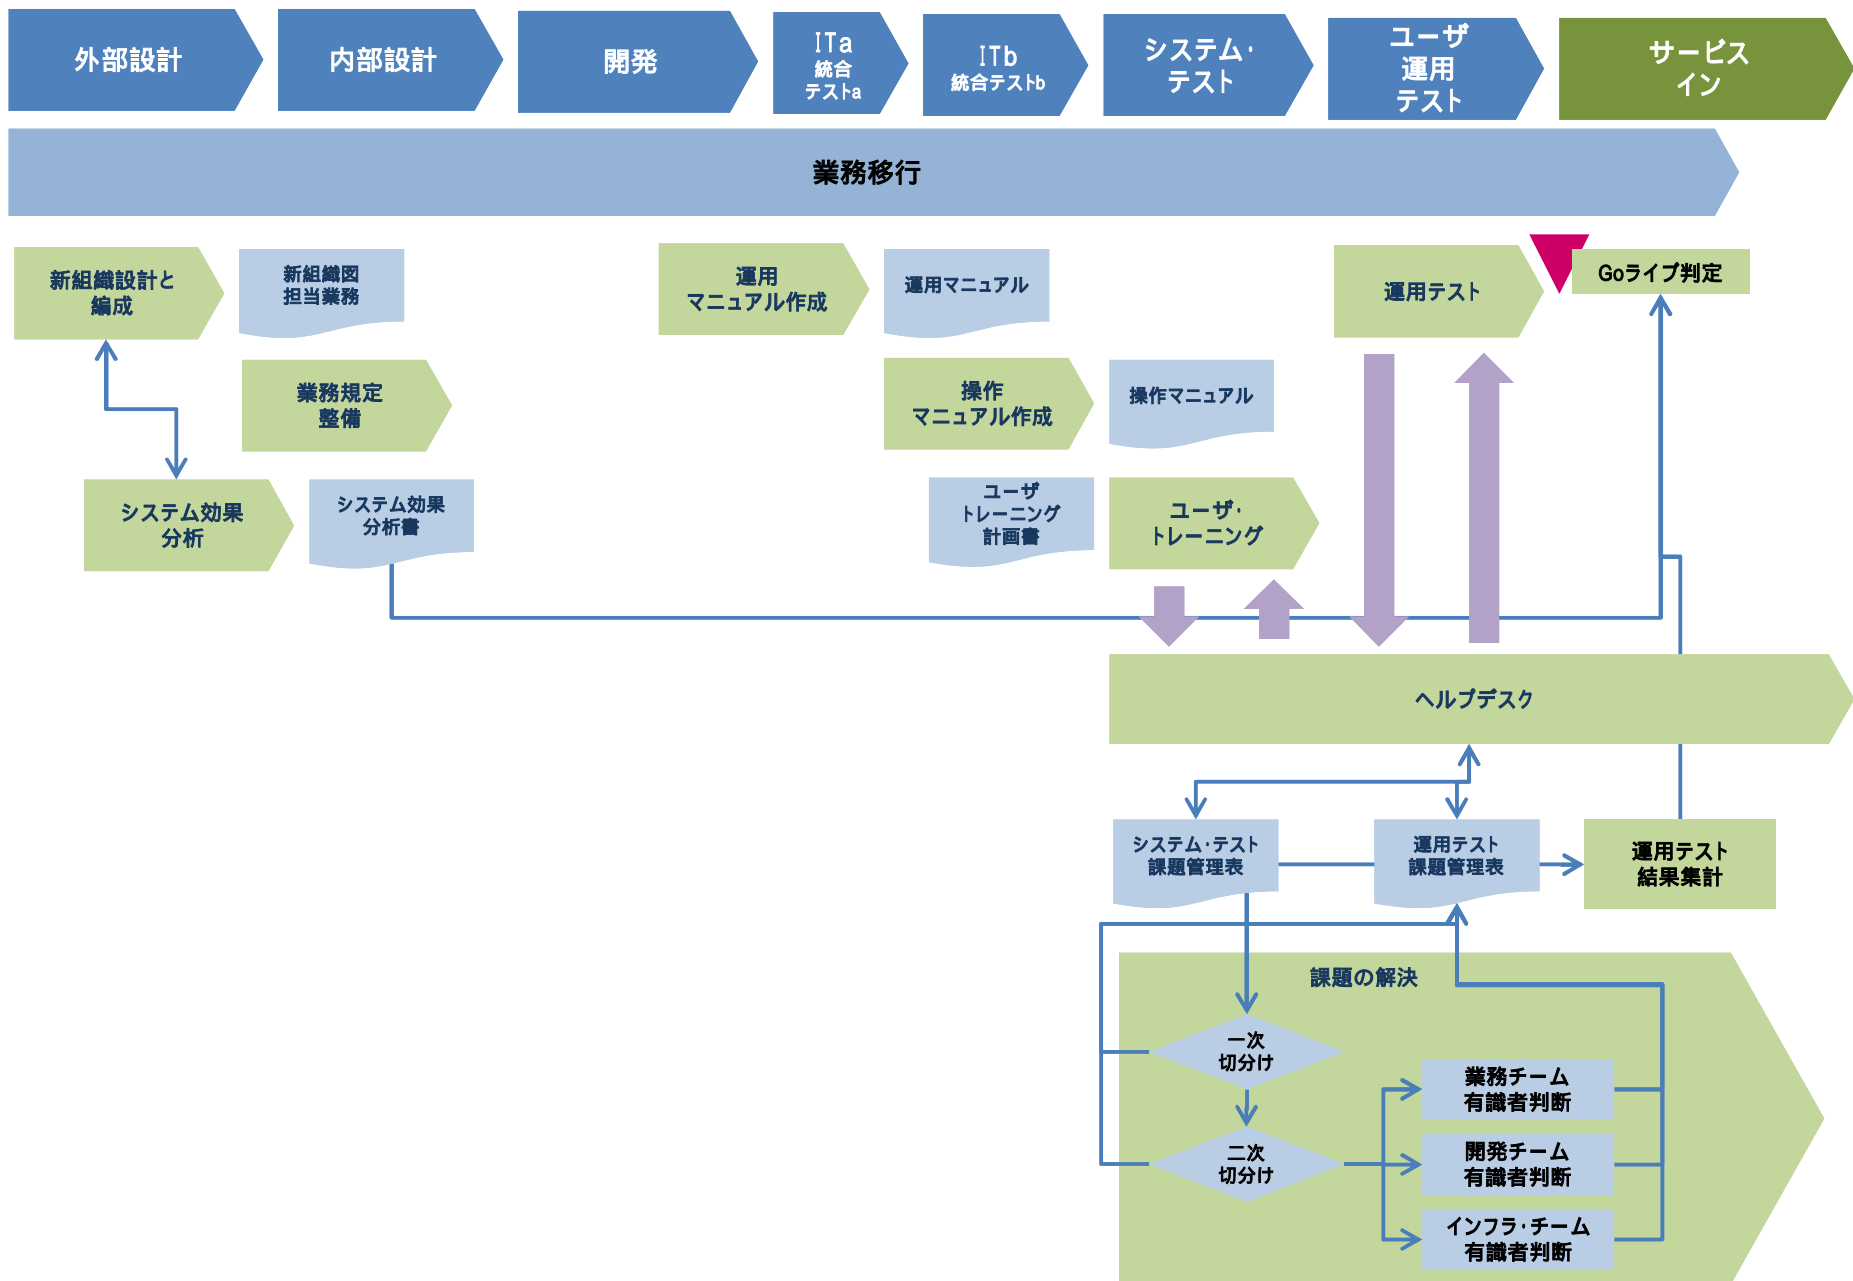 外部設計
内部設計
開発
ITa
統合
テストa
ITb
統合テストb
システム・
テスト
ユーザ
運用
テスト
サービス
イン
業務移行
新組織設計と
編成
新組織図
担当業務
運用
マニュアル作成
運用マニュアル
運用テスト
Goライブ判定
業務規定
整備
操作
マニュアル作成
操作マニュアル
システム効果
分析
システム効果
分析書
ユーザ
トレーニング
計画書
ユーザ・
トレーニング
ヘルプデスク
システム・テスト
課題管理表
運用テスト
課題管理表
運用テスト
結果集計
課題の解決
一次
切分け
二次
切分け
業務チーム
有識者判断
開発チーム
有識者判断
インフラ・チーム
有識者判断